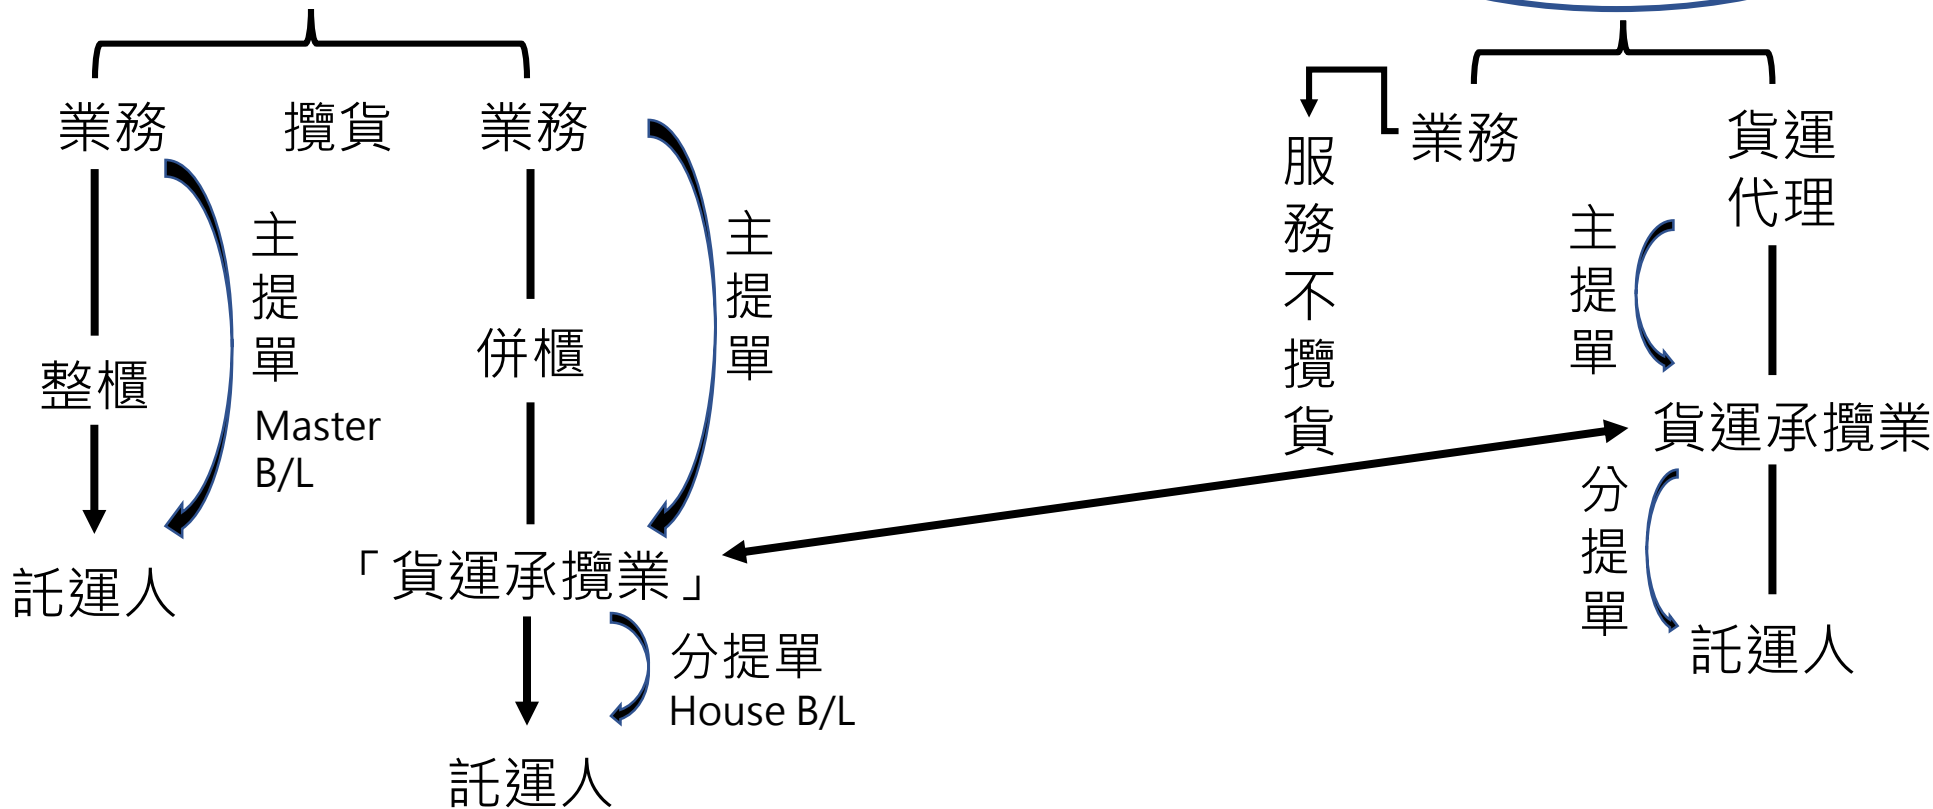 業務
攬貨
業務
主提單
Master
B/L
整櫃
託運人
併櫃
主提單
「貨運承攬業」
分提單
House B/L
託運人
服務不攬貨
業務
貨運
代理
主提單
貨運承攬業
分提單
託運人